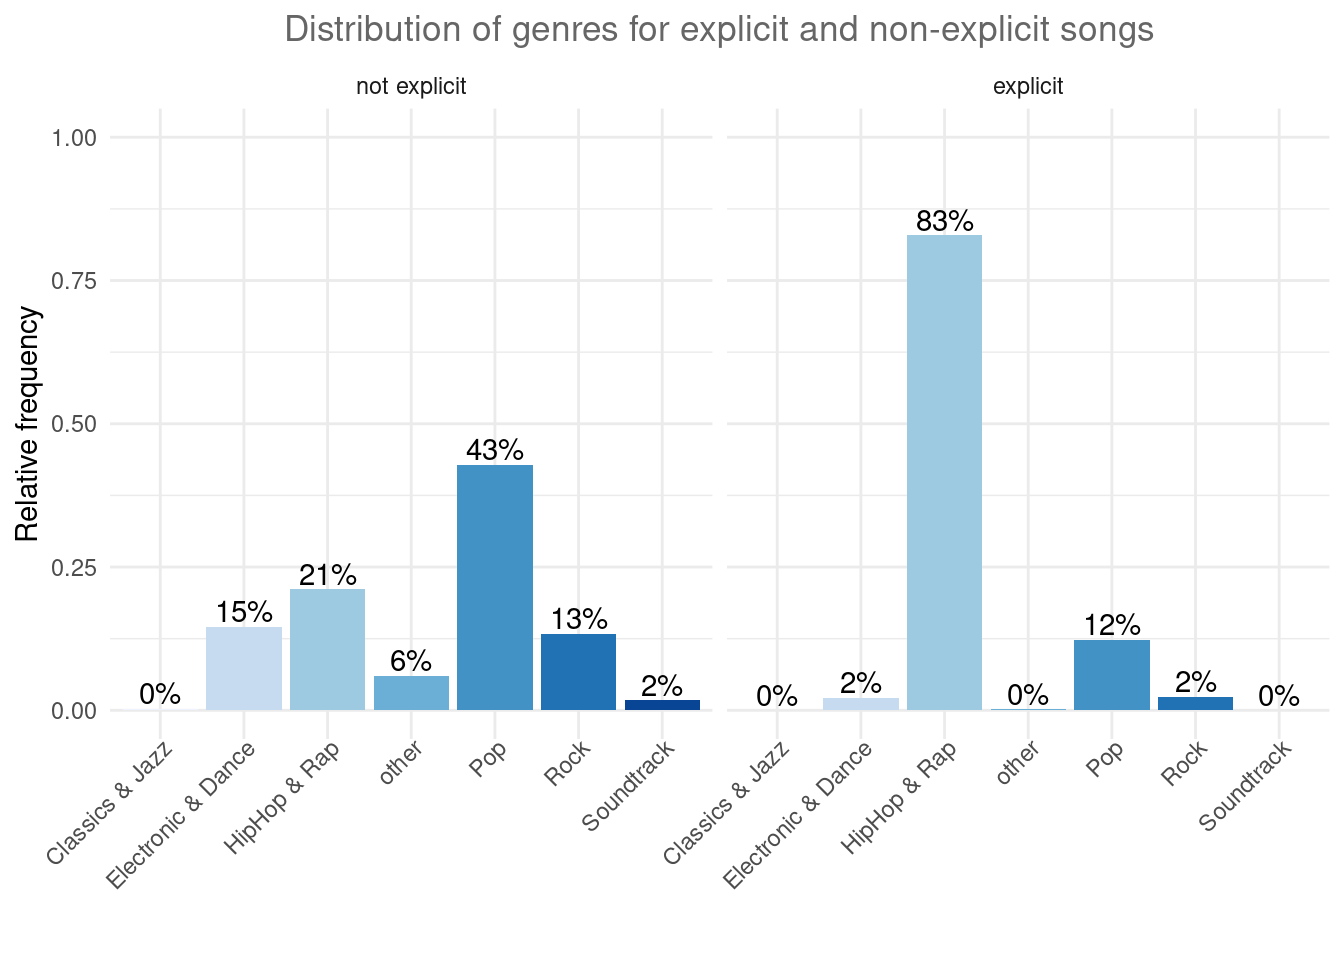 Distribution of genres for explicit and non-explicit songs
not explicit
explicit
Relative frequency
1.00
0.75
0.50
0.25
0.00
0%
15%
21%
6%
43%
13%
2%
0%
2%
83%
0%
12%
2%
0%
Classics & Jazz
Electronic & Dance
HipHop & Rap
other
Pop
Rock
Soundtrack
Classics & Jazz
Electronic & Dance
HipHop & Rap
other
Pop
Rock
Soundtrack